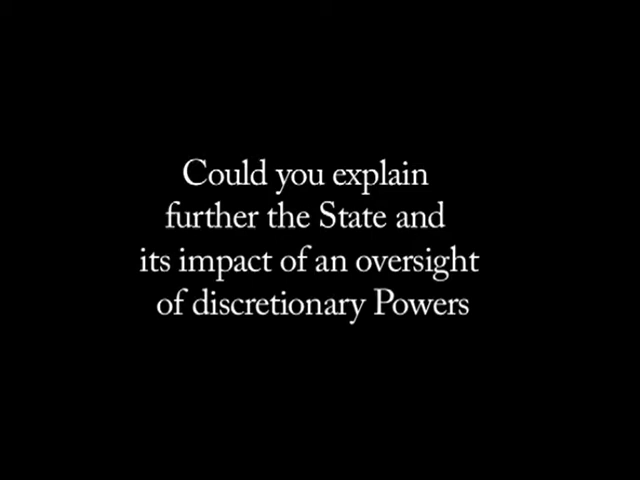 Could you explain
further the State and
its impact of an oversight
of discretionary Powers